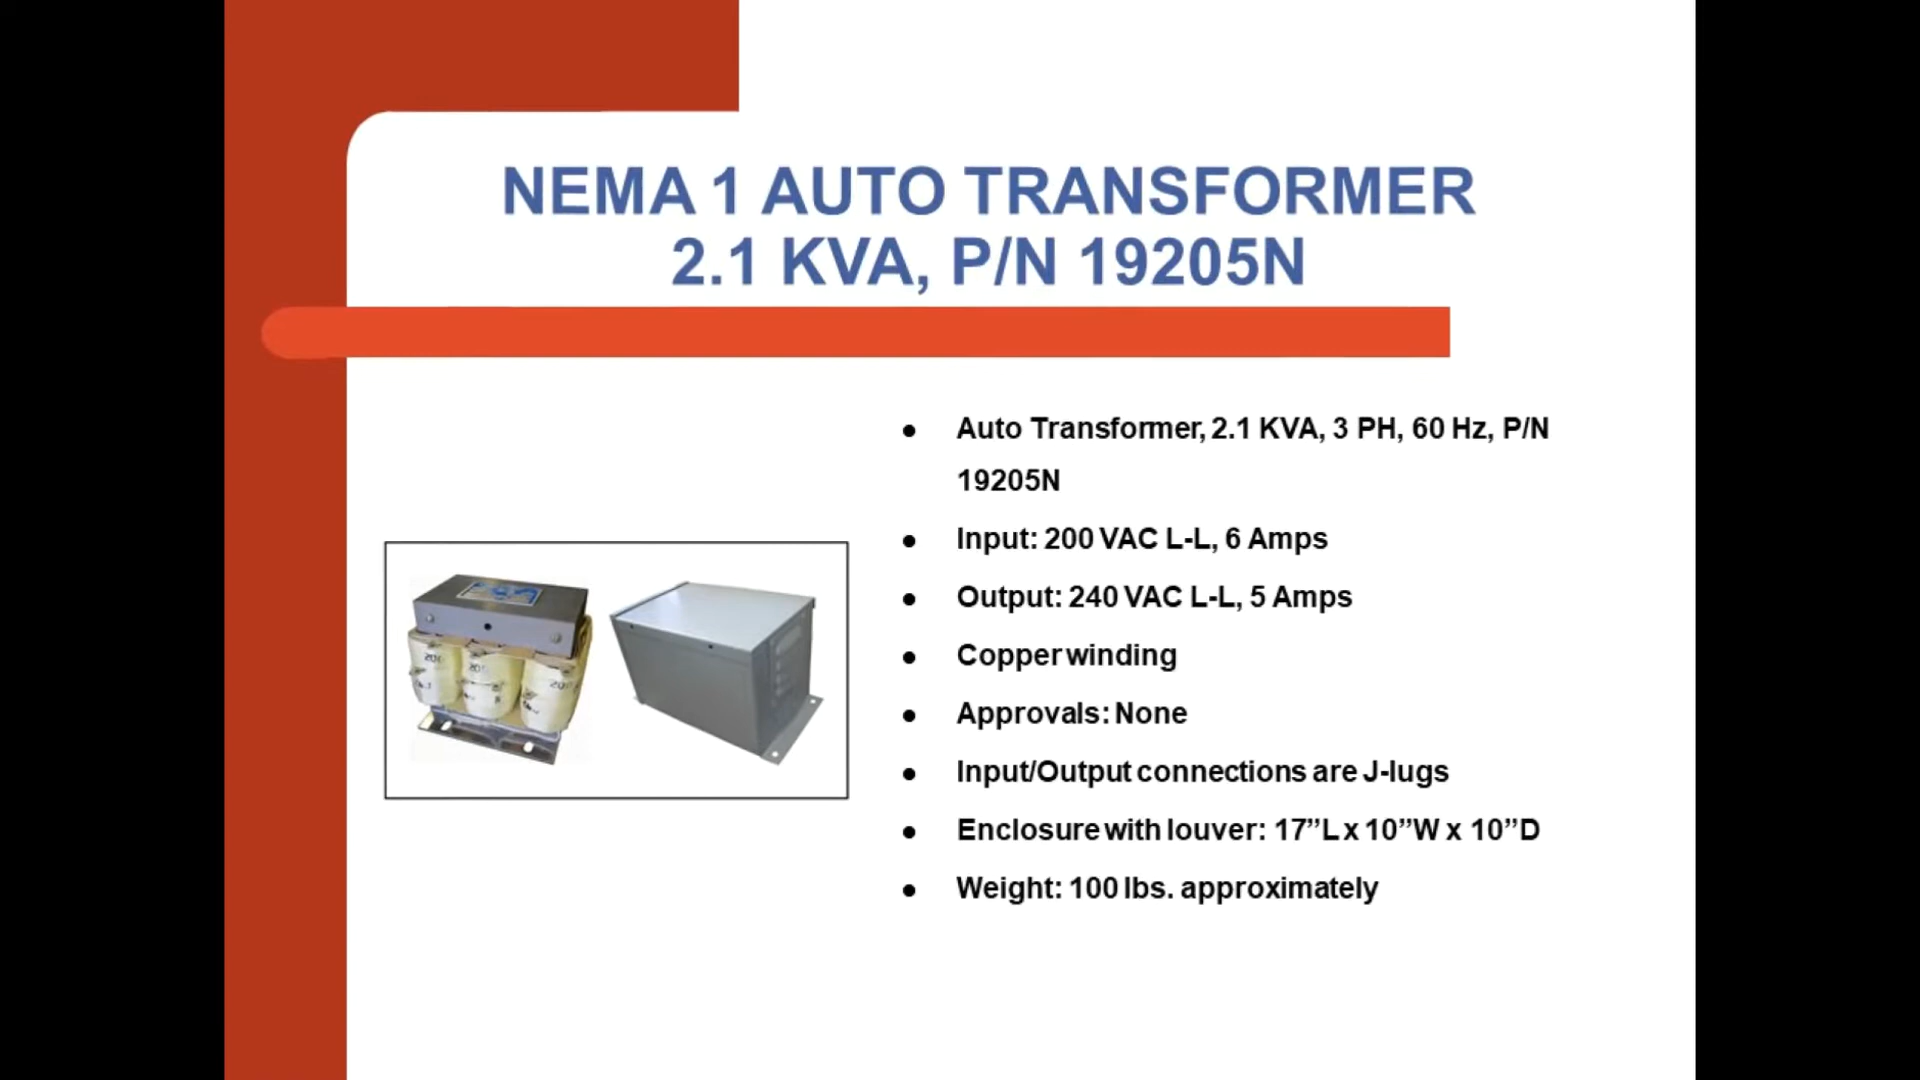 NEMA 1 AUTO TRANSFORMER
2.1 KVA, P/N 19205N
Auto Transformer, 2.1 KVA, 3 PH, 60 Hz, P/N
19205N
Input: 200 VAC L-L, 6 Amps
Output: 240 VAC L-L, 5 Amps
Copper winding
Approvals: None
Input/Output connections are J-lugs
Enclosure with louver: 17”L x 10”W x 10”D
Weight: 100 lbs. approximately